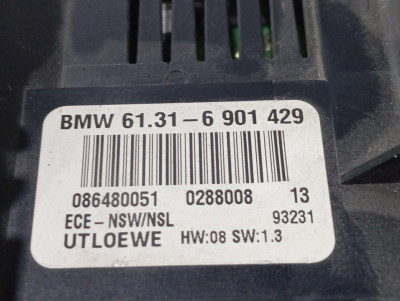 BMW 61.31-6 901 429
086480051 0288008 13
ECE-NSW/NSL 93231
UTLOEWE HW:08 SW:1.3